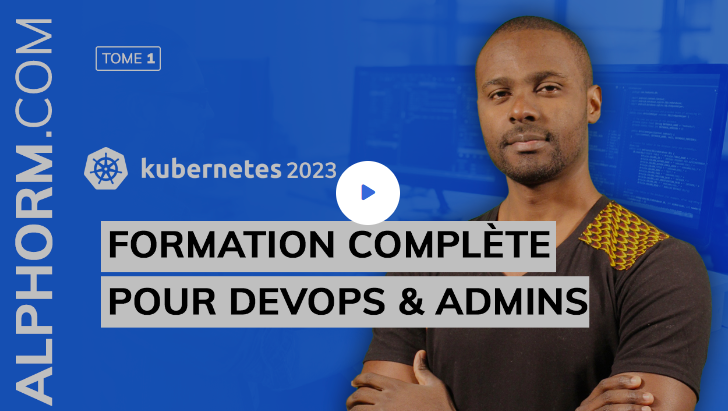 ALPHORM.COM
TOME 1
kubernetes 2023
FORMATION COMPLÈTE
POUR DEVOPS & ADMINS